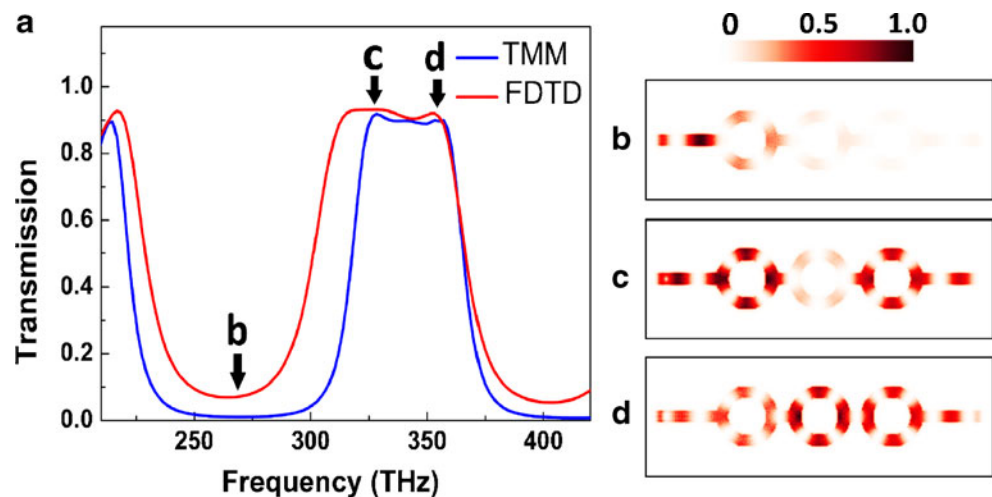 a
Transmission
1.0
0.8
0.6
0.4
0.2
0.0
c
d
b
TMM
FDTD
250
300
350
400
Frequency (THz)
0 0.5 1.0
b
c
d